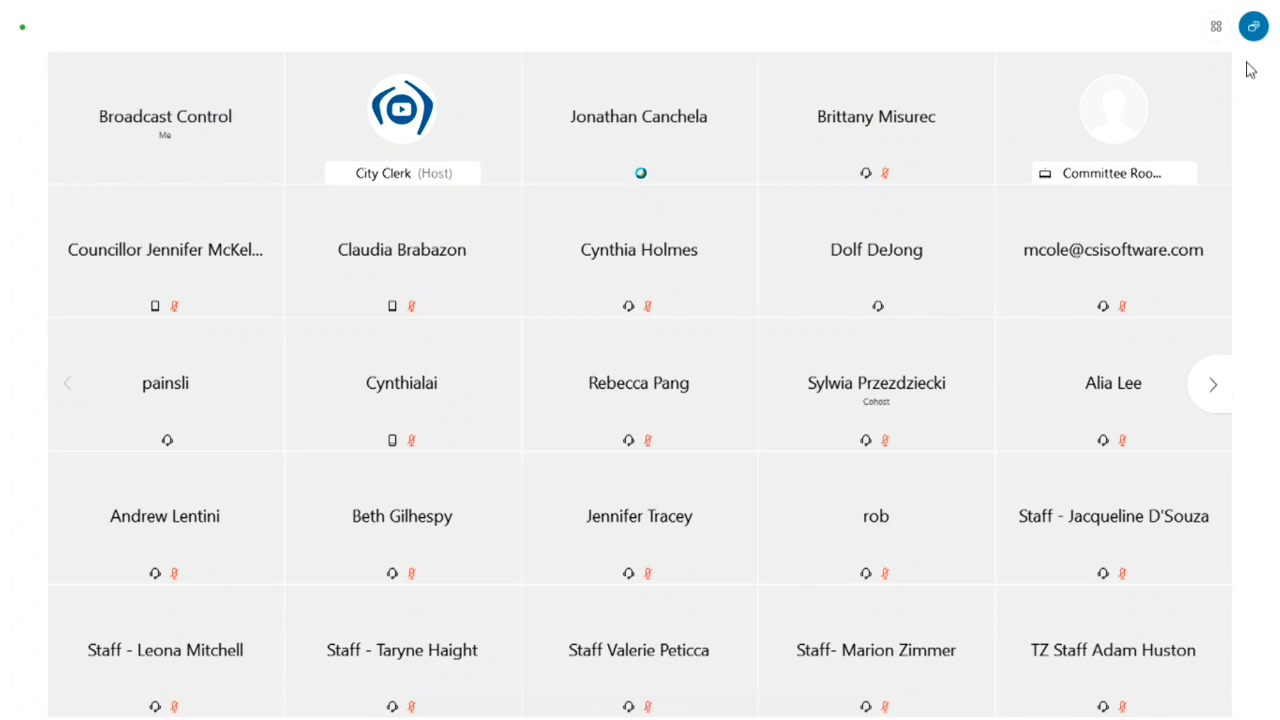 Broadcast Control
Me
City Clerk (Host)
Jonathan Canchela
Brittany Misurec
Committee Roo...
Councillor Jennifer McKel...
Claudia Brabazon
Cynthia Holmes
Dolf DeJong
mcole@csisoftware.com
painsli
Cynthialai
Rebecca Pang
Sylwia Przezdziecki
Cohost
Alia Lee
Andrew Lentini
Beth Gilhespy
Jennifer Tracey
rob
Staff - Jacqueline D'Souza
Staff - Leona Mitchell
Staff - Taryne Haight
Staff Valerie Peticca
Staff- Marion Zimmer
TZ Staff Adam Huston